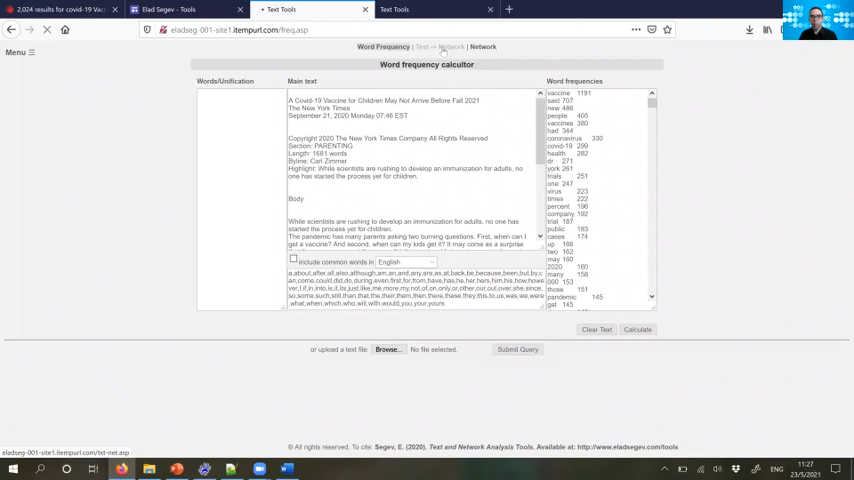 2,024 results for covid-19 Vac
Elad Segev - Tools
Text Tools
Text Tools
eladseg-001-site1.itempurl.com/freq.asp
Menu
Word Frequency | Text -> Network | Network
Word frequency calcultor
Words/Unification
Main text
Word frequencies
A Covid-19 Vaccine for Children May Not Arrive Before Fall 2021
The New York Times
September 21, 2020 Monday 07:46 EST
Copyright 2020 The New York Times Company All Rights Reserved
Section: PARENTING
Length: 1681 words
Byline: Carl Zimmer
Highlight: While scientists are rushing to develop an immunization for adults, no
one has started the process yet for children.
Body
While scientists are rushing to develop an immunization for adults, no one has
started the process yet for children.
The pandemic has many parents asking two burning questions. First, when can I
get a vaccine? And second, when can my kids get it? It may come as a surprise
include common words in English
a,about,after,all,also,although,am,an,and,any,are,as,at,back,be,because,been,but,by,c
an,come,could,did,do,during,even,first,for,from,have,has,he,her,hers,him,his,how,how
ever,i,if,in,into,is,it,its,just,like,me,more,my,not,of,on,only,or,other,our,out,over,she,since,
so,some,such,still,than,that,the,their,them,then,there,these,they,this,to,us,was,we,were
,what,when,which,who,will,with,would,you,your,yours
vaccine 1191
said 707
new 486
people 405
vaccines 380
had 344
coronavirus 330
covid-19 299
health 282
dr 271
york 261
trials 251
one 247
virus 223
times 222
percent 196
company 192
trial 187
public 183
cases 174
up 166
two 162
may 160
2020 160
many 158
000 153
those 151
pandemic 145
get 145
Clear Text
Calculate
or upload a text file: Browse... No file selected. Submit Query
© All rights reserved. To cite: Segev, E. (2020). Text and Network Analysis Tools. Available at: http://www.eladsegev.com/tools
eladseg-001-site1.itempurl.com/txt-net.asp
ENG
11:27
23/5/2021